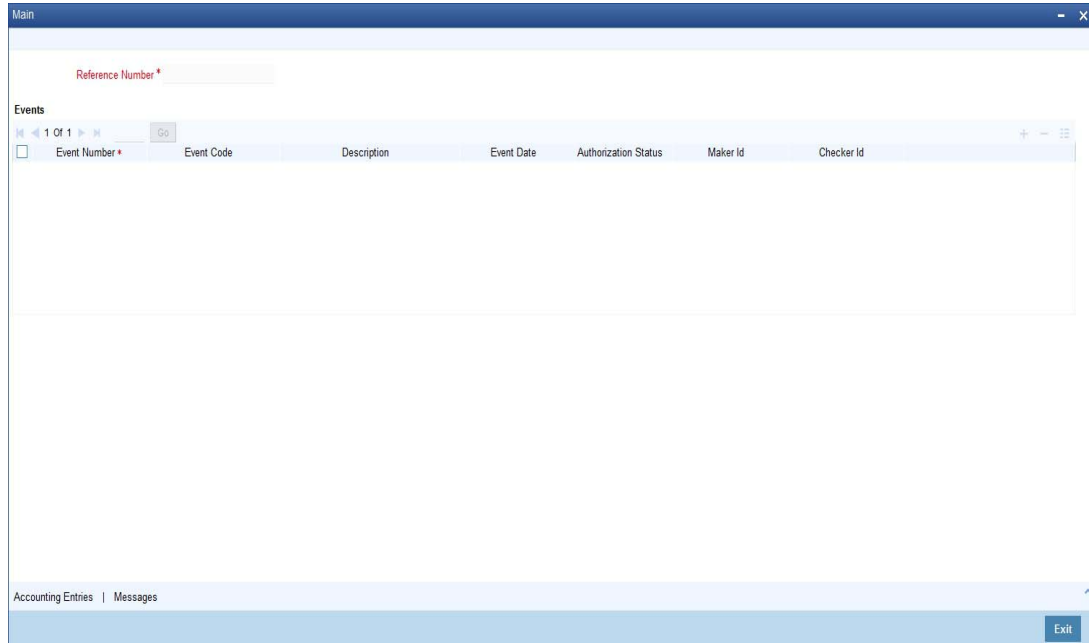 Main
Reference Number *
Events
1 Of 1 Go
Event Number * Event Code Description Event Date Authorization Status Maker Id Checker Id
Accounting Entries | Messages
Exit